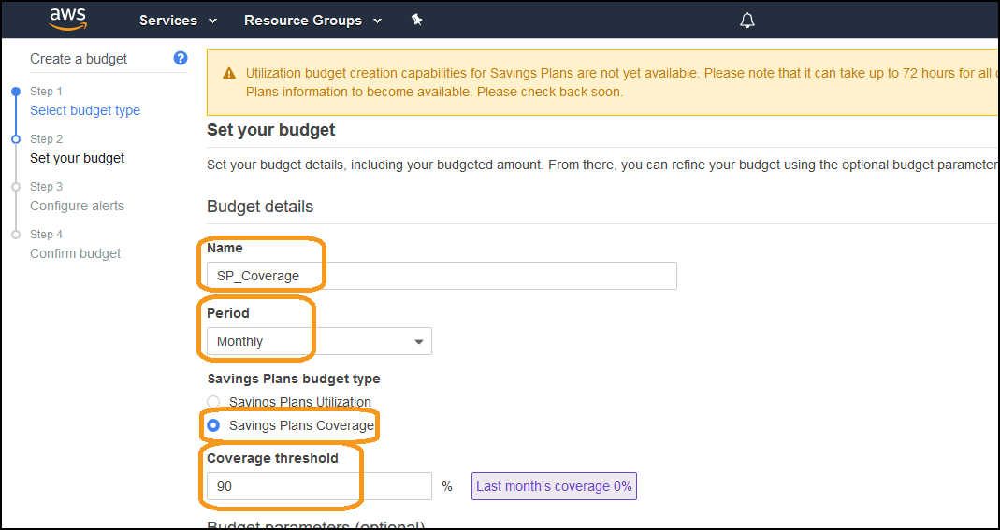 aws
Services
Resource Groups
Create a budget
?
Step 1
Select budget type
Step 2
Set your budget
Step 3
Configure alerts
Step 4
Confirm budget
Utilization budget creation capabilities for Savings Plans are not yet available. Please note that it can take up to 72 hours for all
Plans information to become available. Please check back soon.
Set your budget
Set your budget details, including your budgeted amount. From there, you can refine your budget using the optional budget parameter
Budget details
Name
SP_Coverage
Period
Monthly
Savings Plans budget type
Savings Plans Utilization
Savings Plans Coverage
Coverage threshold
90 % Last month's coverage 0%
Budget parameters (optional)